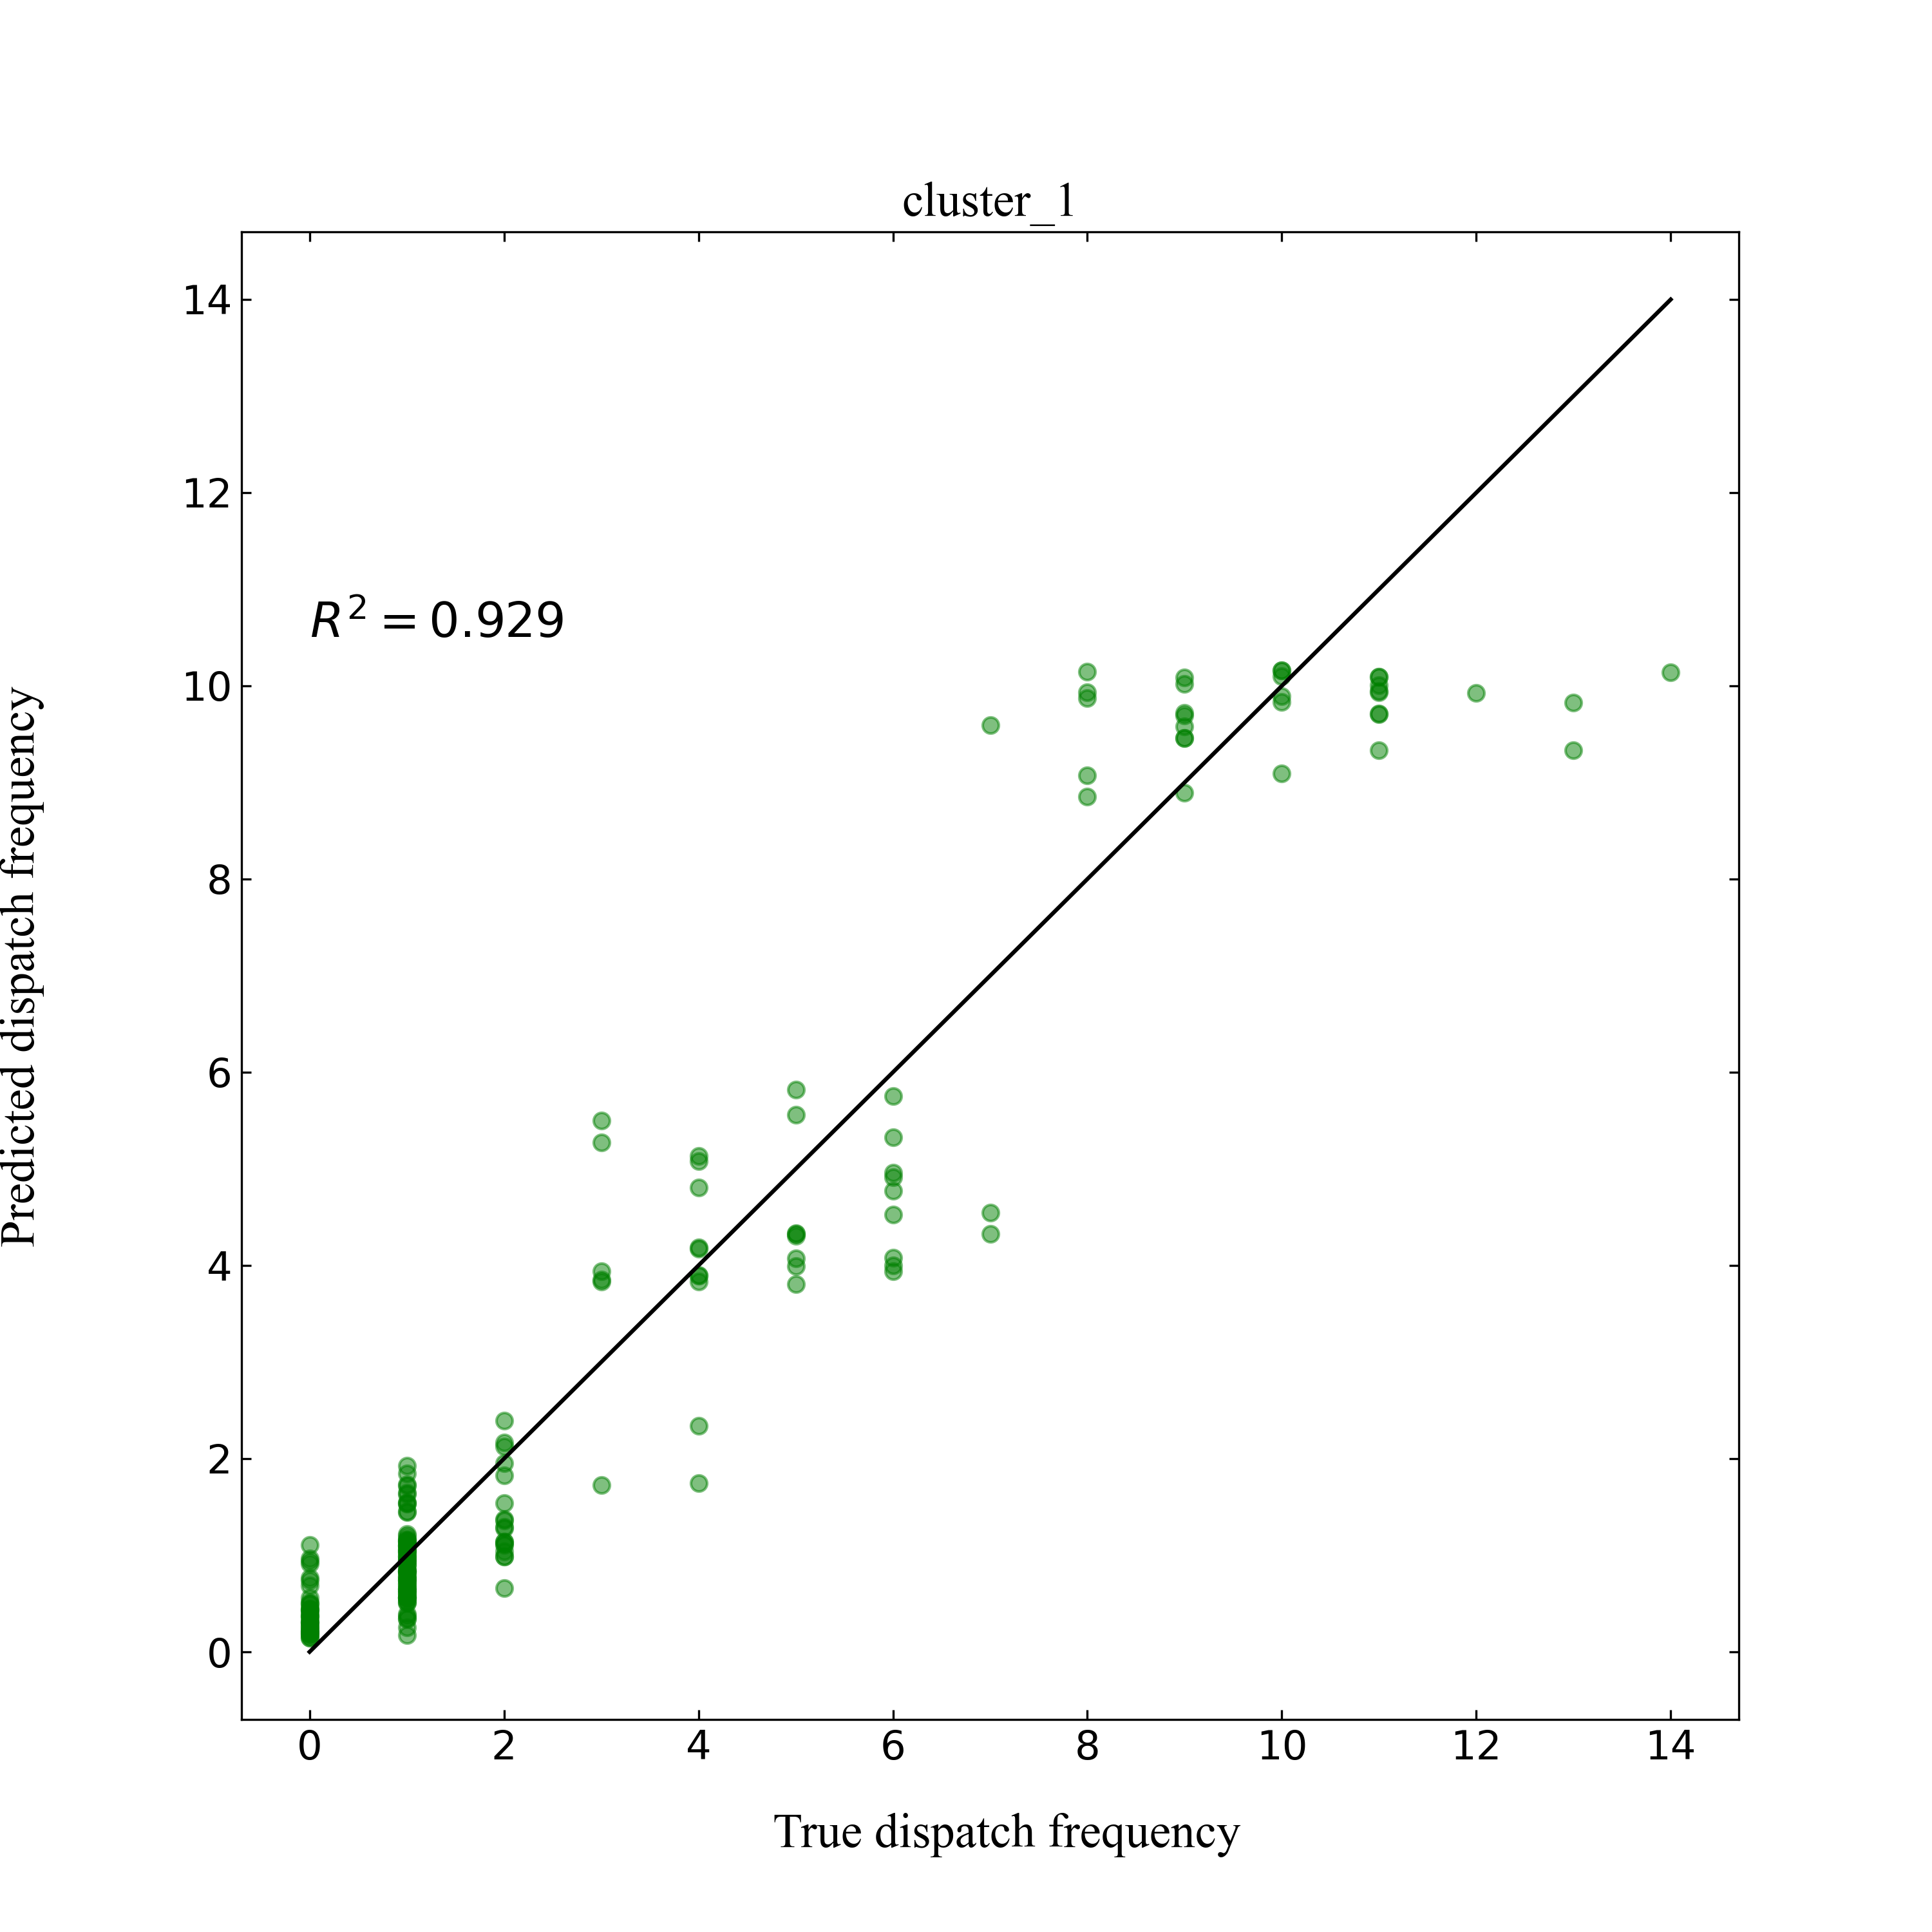 cluster_1
14
12
10
8
6
4
2
0
R² = 0.929
Predicted dispatch frequency
0 2 4 6 8 10 12 14
True dispatch frequency